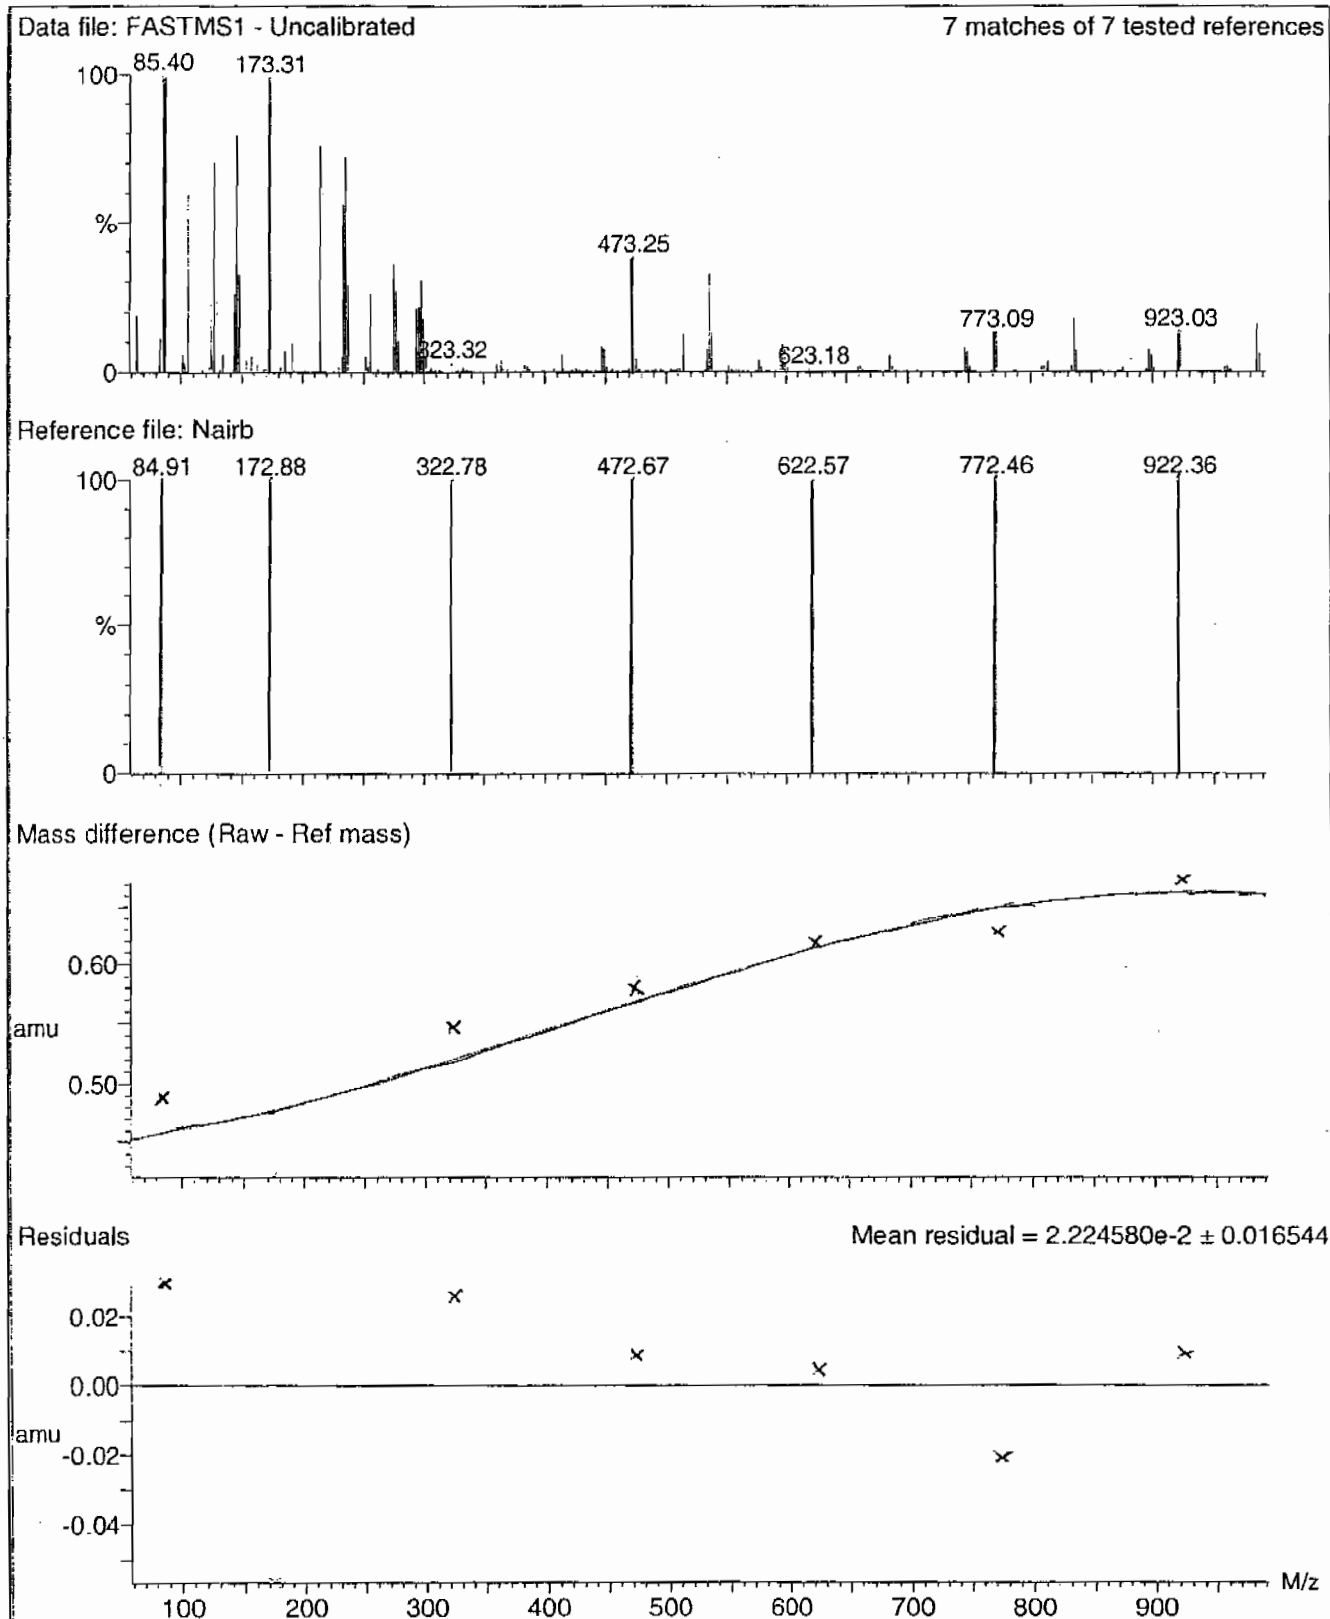 Data file: FASTMS1 - Uncalibrated 7 matches of 7 tested references
85.40 173.31
100
%
473.25
323.32 623.18 773.09 923.03
0
Reference file: Nairb
84.91 172.88 322.78 472.67 622.57 772.46 922.36
100
%
0
Mass difference (Raw - Ref mass)
0.60
amu
0.50
Residuals Mean residual = 2.224580e-2 ± 0.016544
0.02
0.00
amu
-0.02
-0.04
M/z
100 200 300 400 500 600 700 800 900